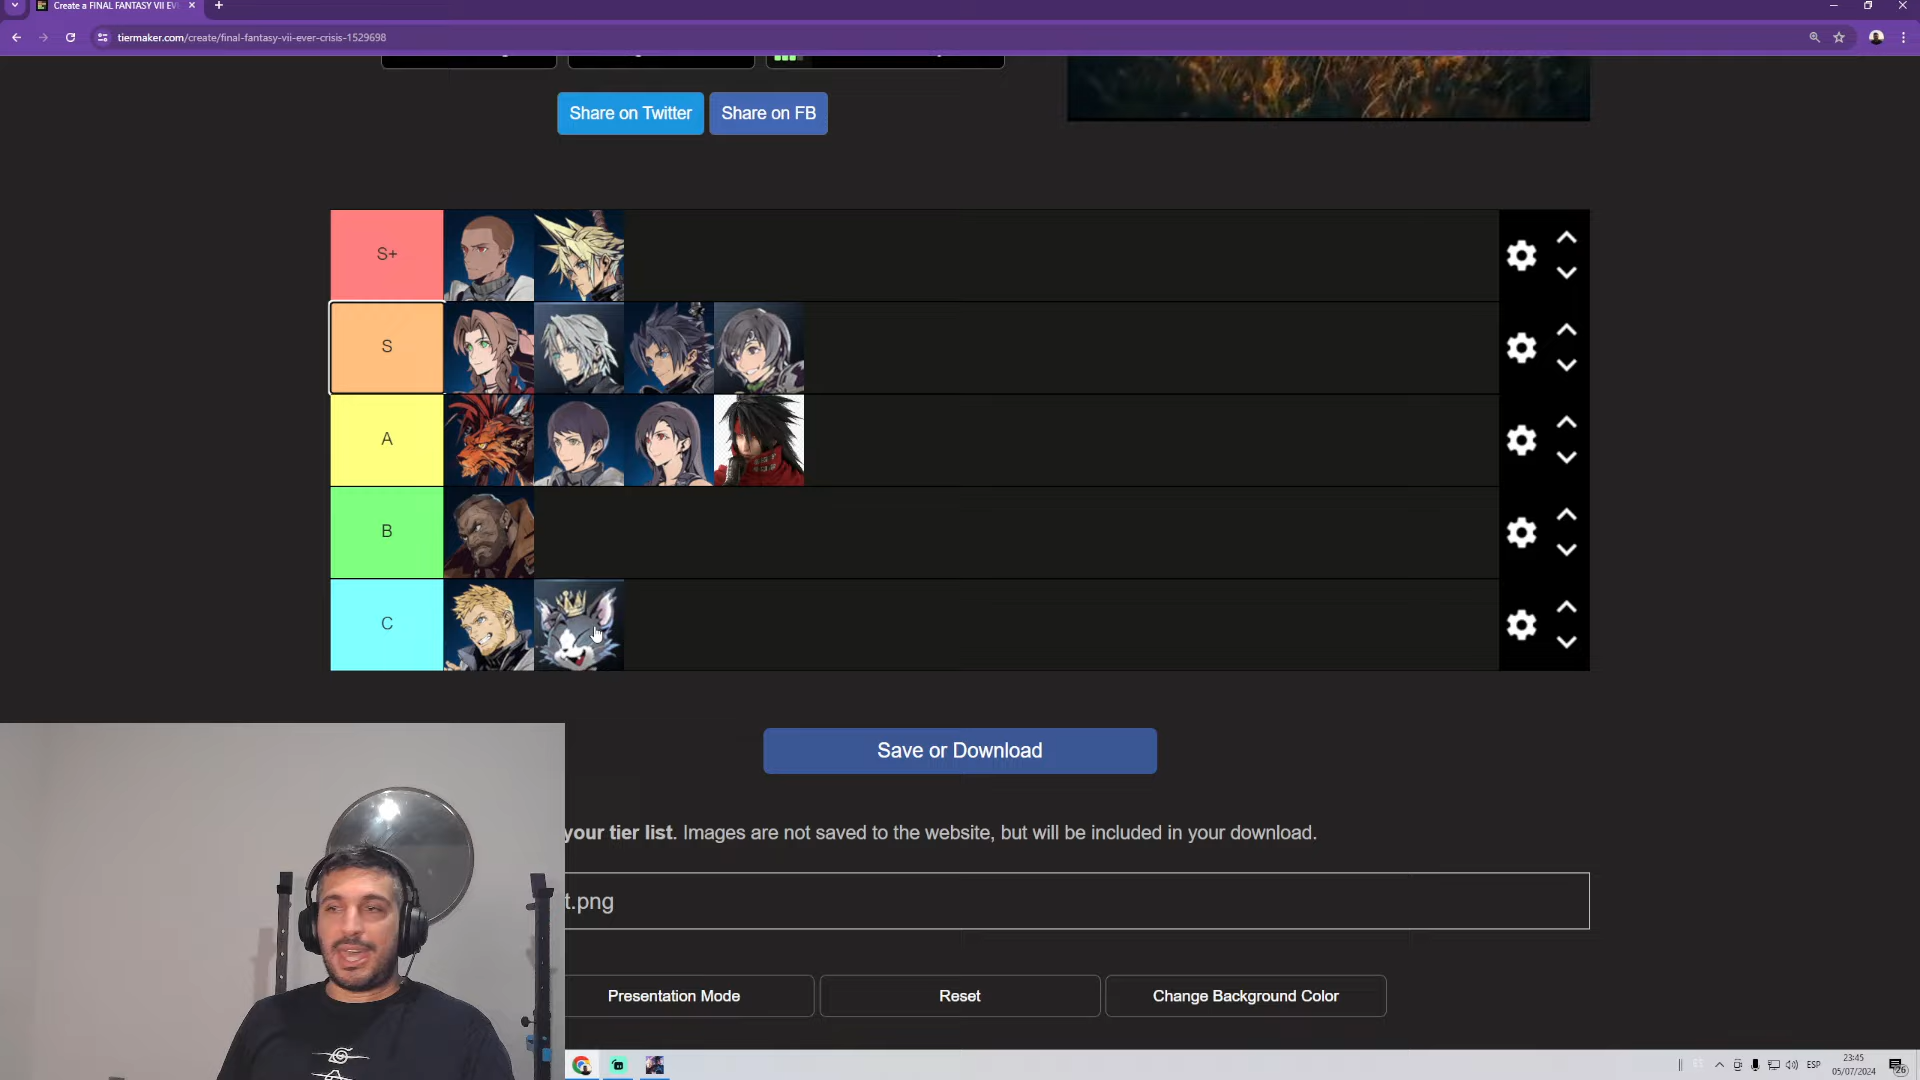 Create a FINAL FANTASY VII EV
tiermaker.com/create/final-fantasy-vii-ever-crisis-1529698
Share on Twitter
Share on FB
S+
S
A
B
C
Save or Download
your tier list. Images are not saved to the website, but will be included in your download.
t.png
Presentation Mode
Reset
Change Background Color
ESP
23:45
05/07/2024
26